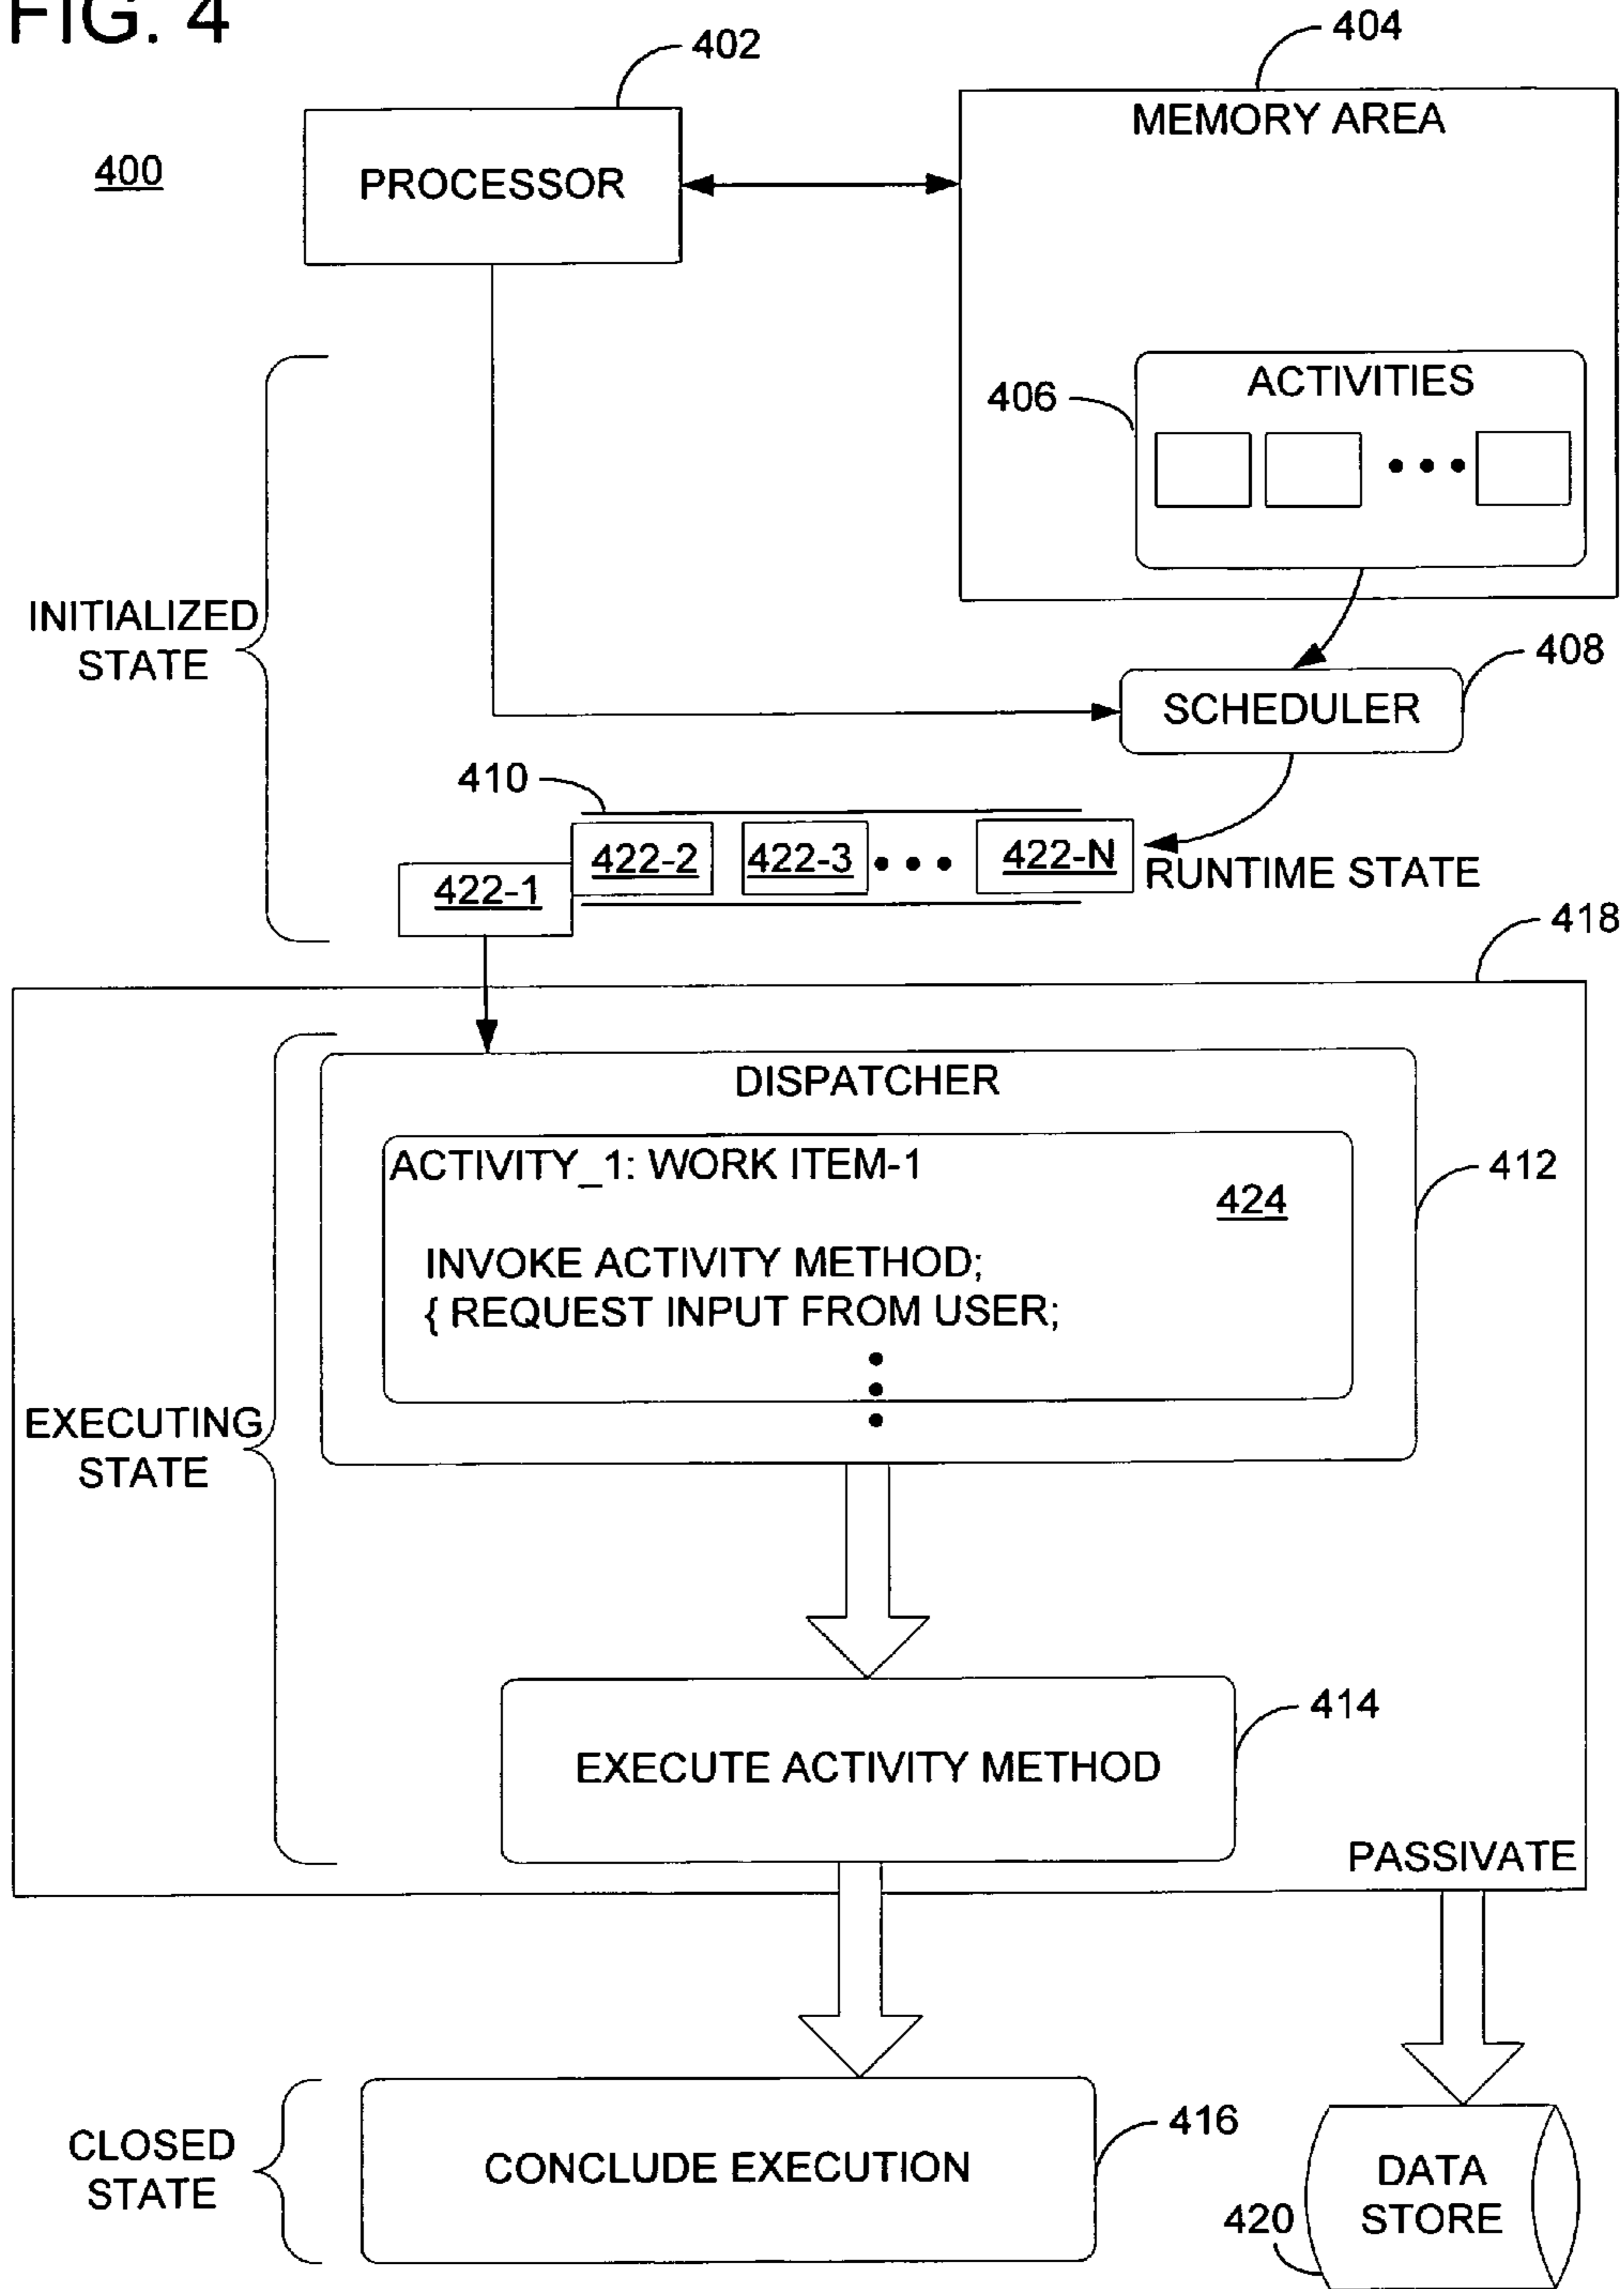 FIG. 4
402
404
400
PROCESSOR
MEMORY AREA
406
ACTIVITIES
INITIALIZED
STATE
408
SCHEDULER
410
422-1
422-2
422-3
422-N
RUNTIME STATE
418
DISPATCHER
412
ACTIVITY_1: WORK ITEM-1
424
INVOKE ACTIVITY METHOD;
{ REQUEST INPUT FROM USER;
EXECUTING
STATE
414
EXECUTE ACTIVITY METHOD
PASSIVATE
CLOSED
STATE
416
CONCLUDE EXECUTION
420
DATA
STORE